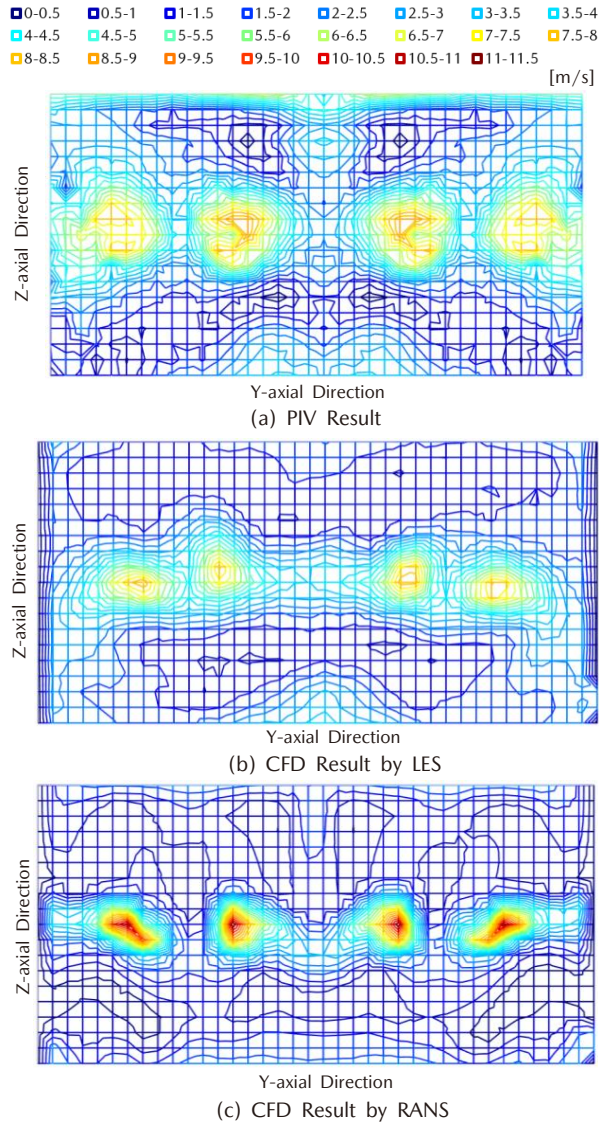 0-0.5 0.5-1 1-1.5 1.5-2 2-2.5 2.5-3 3-3.5 3.5-4
4-4.5 4.5-5 5-5.5 5.5-6 6-6.5 6.5-7 7-7.5 7.5-8
8-8.5 8.5-9 9-9.5 9.5-10 10-10.5 10.5-11 11-11.5
[m/s]
Z-axial Direction
Y-axial Direction
(a) PIV Result
Z-axial Direction
Y-axial Direction
(b) CFD Result by LES
Z-axial Direction
Y-axial Direction
(c) CFD Result by RANS